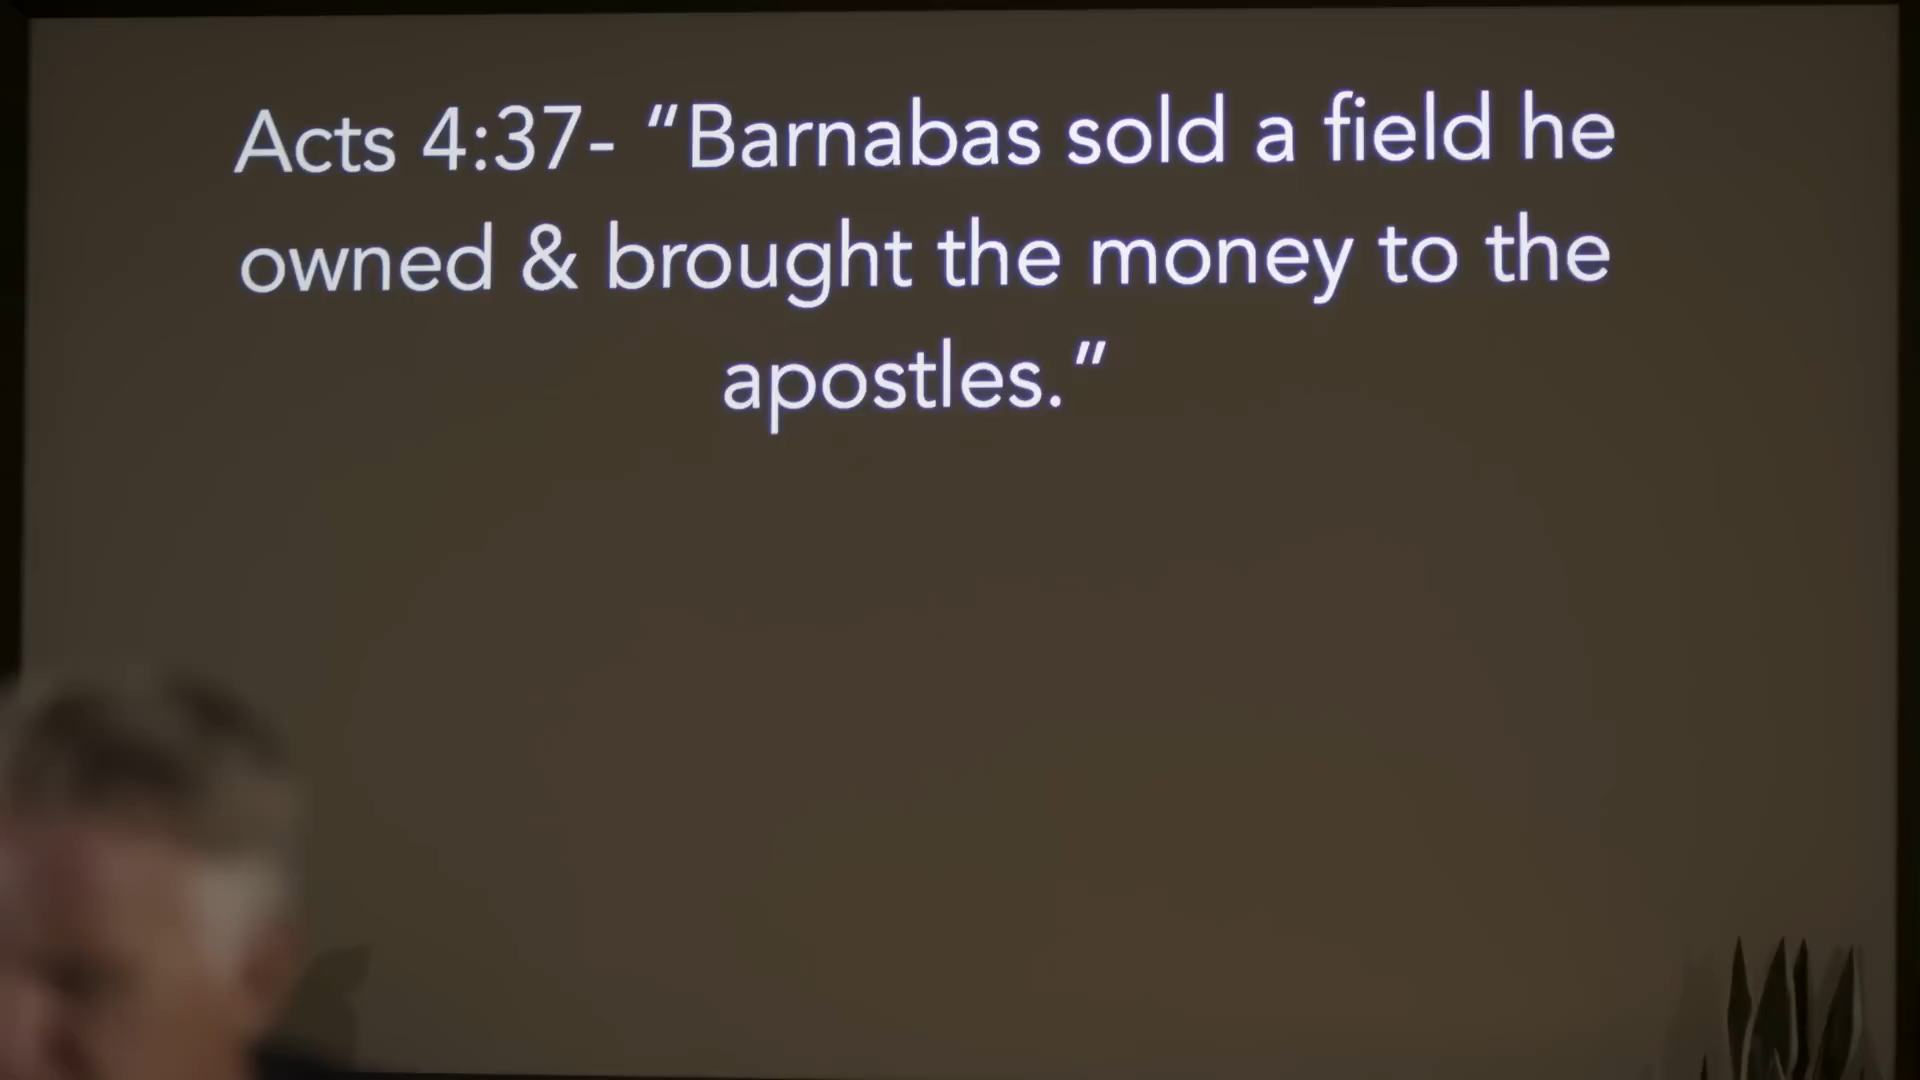 Acts 4:37- “Barnabas sold a field he
owned & brought the money to the
apostles.”